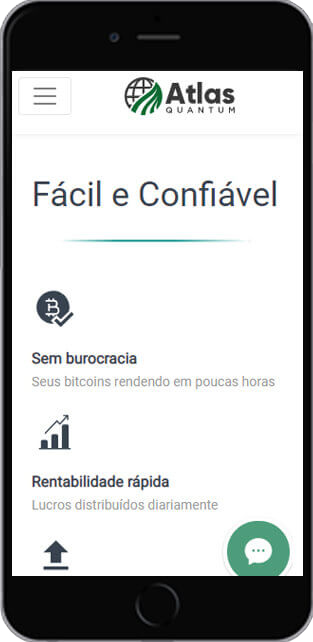 Atlas
QUANTUM
Fácil e Confiável
Sem burocracia
Seus bitcoins rendendo em poucas horas
Rentabilidade rápida
Lucros distribuídos diariamente